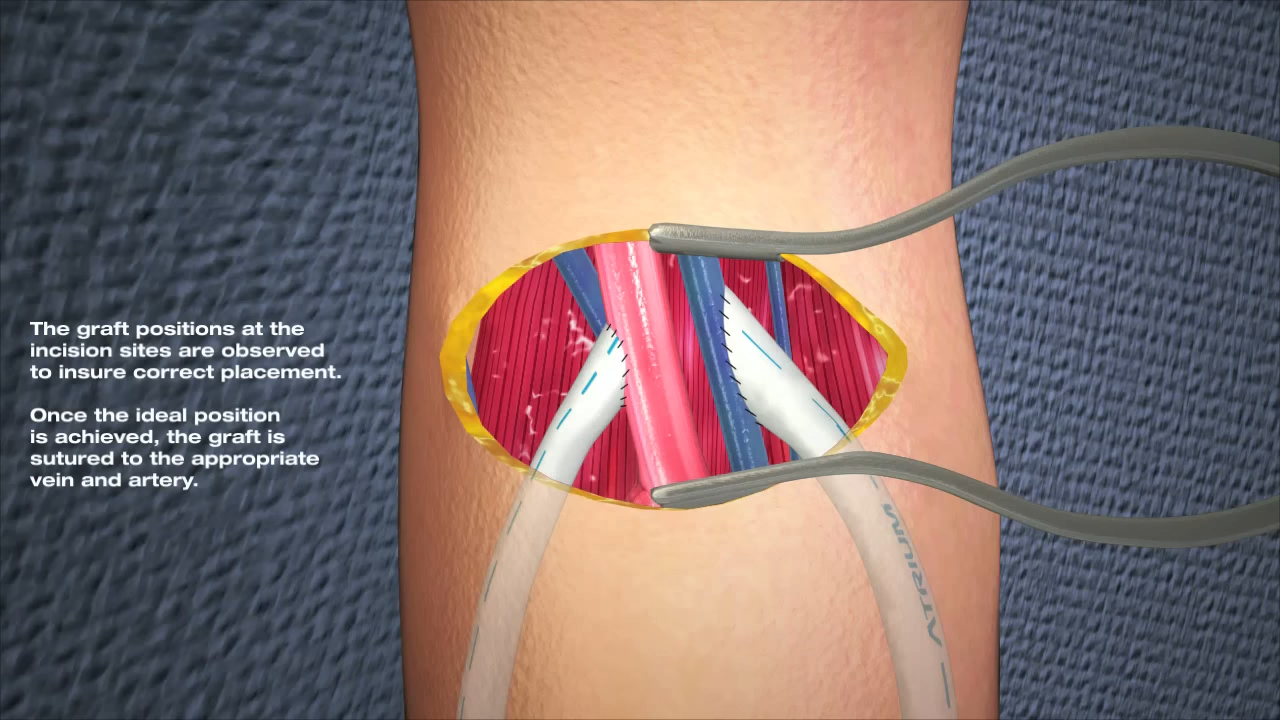 The graft positions at the
incision sites are observed
to insure correct placement.
Once the ideal position
is achieved, the graft is
sutured to the appropriate
vein and artery.
ATRIUM